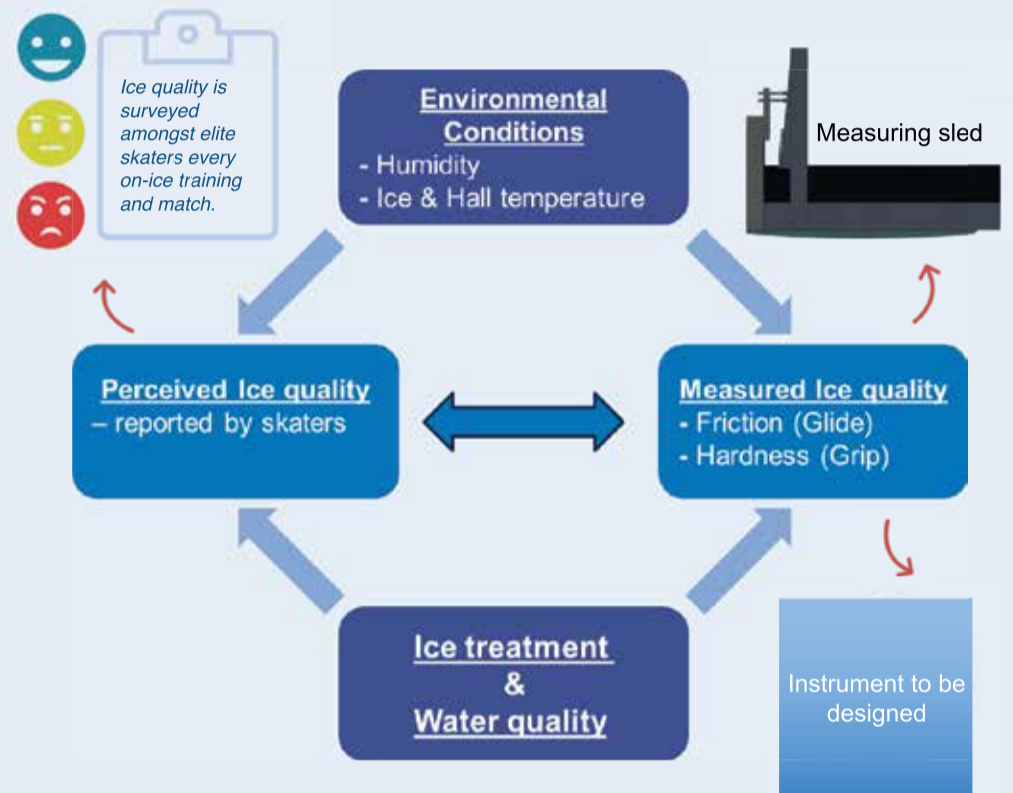 Ice quality is
surveyed
amongst elite
skaters every
on-ice training
and match.
Environmental
Conditions
- Humidity
- Ice & Hall temperature
Measuring sled
Perceived Ice quality
– reported by skaters
Measured Ice quality
- Friction (Glide)
- Hardness (Grip)
Ice treatment
&
Water quality
Instrument to be
designed